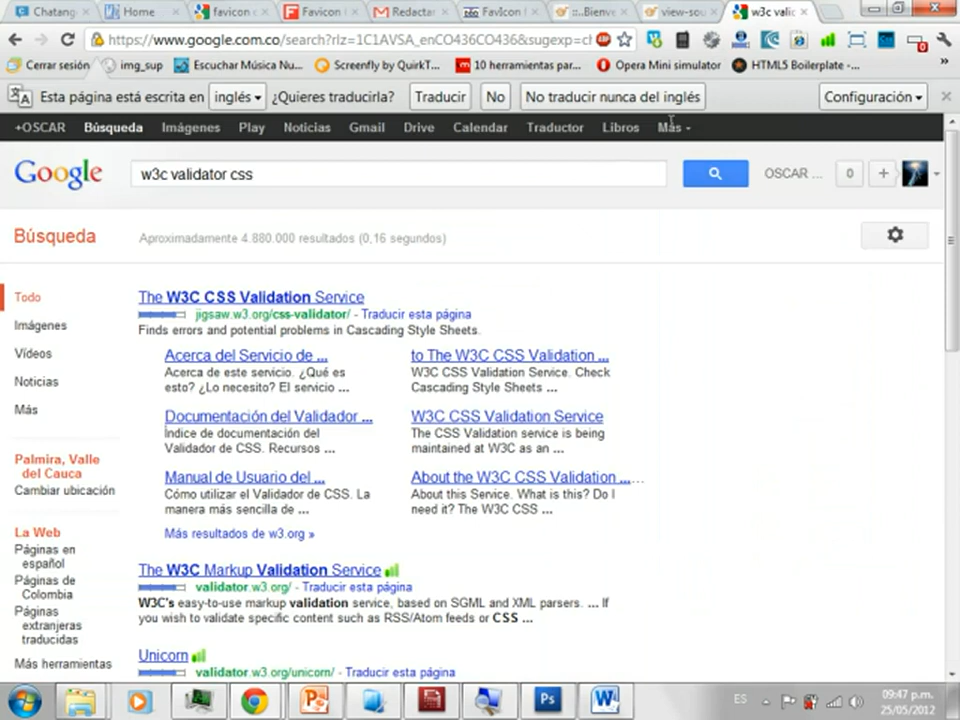 Chatang
Home
favicon c
Favicon
Redactar
FavIcon
::..Bienve
view-sou
w3c valid
https://www.google.com.co/search?rlz=1C1AVSA_enCO436CO436&sugexp=cl
Cerrar sesión
img_sup
Escuchar Música Nu...
Screenfly by QuirkT...
10 herramientas par...
Opera Mini simulator
HTML5 Boilerplate -...
»
Esta página está escrita en inglés ¿Quieres traducirla? Traducir No No traducir nunca del inglés Configuración
+OSCAR Búsqueda Imágenes Play Noticias Gmail Drive Calendar Traductor Libros Más
Google
w3c validator css
OSCAR ...
0
+
Búsqueda
Aproximadamente 4.880.000 resultados (0,16 segundos)
Todo
Imágenes
Vídeos
Noticias
Más
Palmira, Valle
del Cauca
Cambiar ubicación
La Web
Páginas en
español
Páginas de
Colombia
Páginas
extranjeras
traducidas
Más herramientas
The W3C CSS Validation Service
jigsaw.w3.org/css-validator/ - Traducir esta página
Finds errors and potential problems in Cascading Style Sheets.
Acerca del Servicio de ...
Acerca de este servicio. ¿Qué es
esto? ¿Lo necesito? El servicio ...
to The W3C CSS Validation ...
W3C CSS Validation Service. Check
Cascading Style Sheets ...
Documentación del Validador ...
Índice de documentación del
Validador de CSS. Recursos ...
W3C CSS Validation Service
The CSS Validation service is being
maintained at W3C as an ...
Manual de Usuario del ...
Cómo utilizar el Validador de CSS. La
manera más sencilla de ...
About the W3C CSS Validation ...
About this Service. What is this? Do I
need it? The W3C CSS ...
Más resultados de w3.org »
The W3C Markup Validation Service
validator.w3.org/ - Traducir esta página
W3C's easy-to-use markup validation service, based on SGML and XML parsers. ... If
you wish to validate specific content such as RSS/Atom feeds or CSS ...
Unicorn
validator.w3.org/unicorn/ - Traducir esta página
ES
09:47 p.m.
25/05/2012